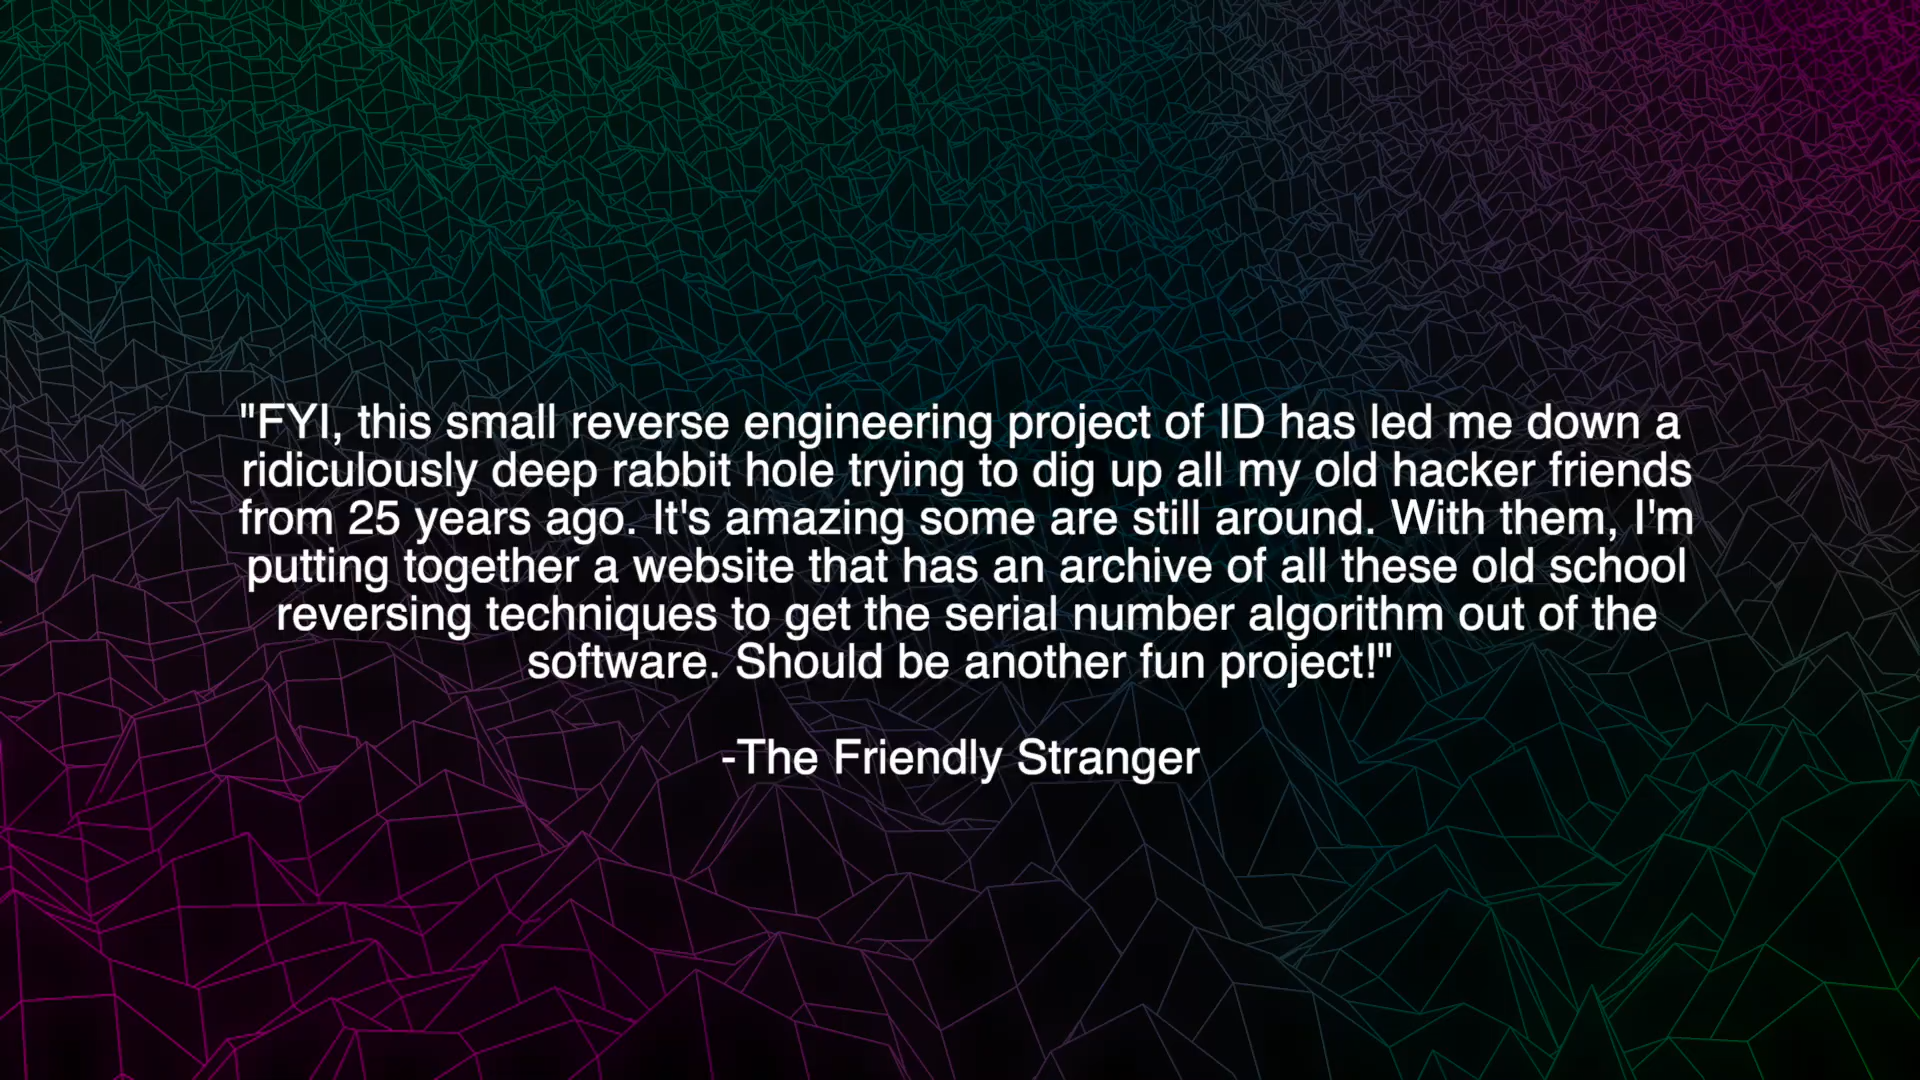 "FYI, this small reverse engineering project of ID has led me down a
ridiculously deep rabbit hole trying to dig up all my old hacker friends
from 25 years ago. It's amazing some are still around. With them, I'm
putting together a website that has an archive of all these old school
reversing techniques to get the serial number algorithm out of the
software. Should be another fun project!"
-The Friendly Stranger